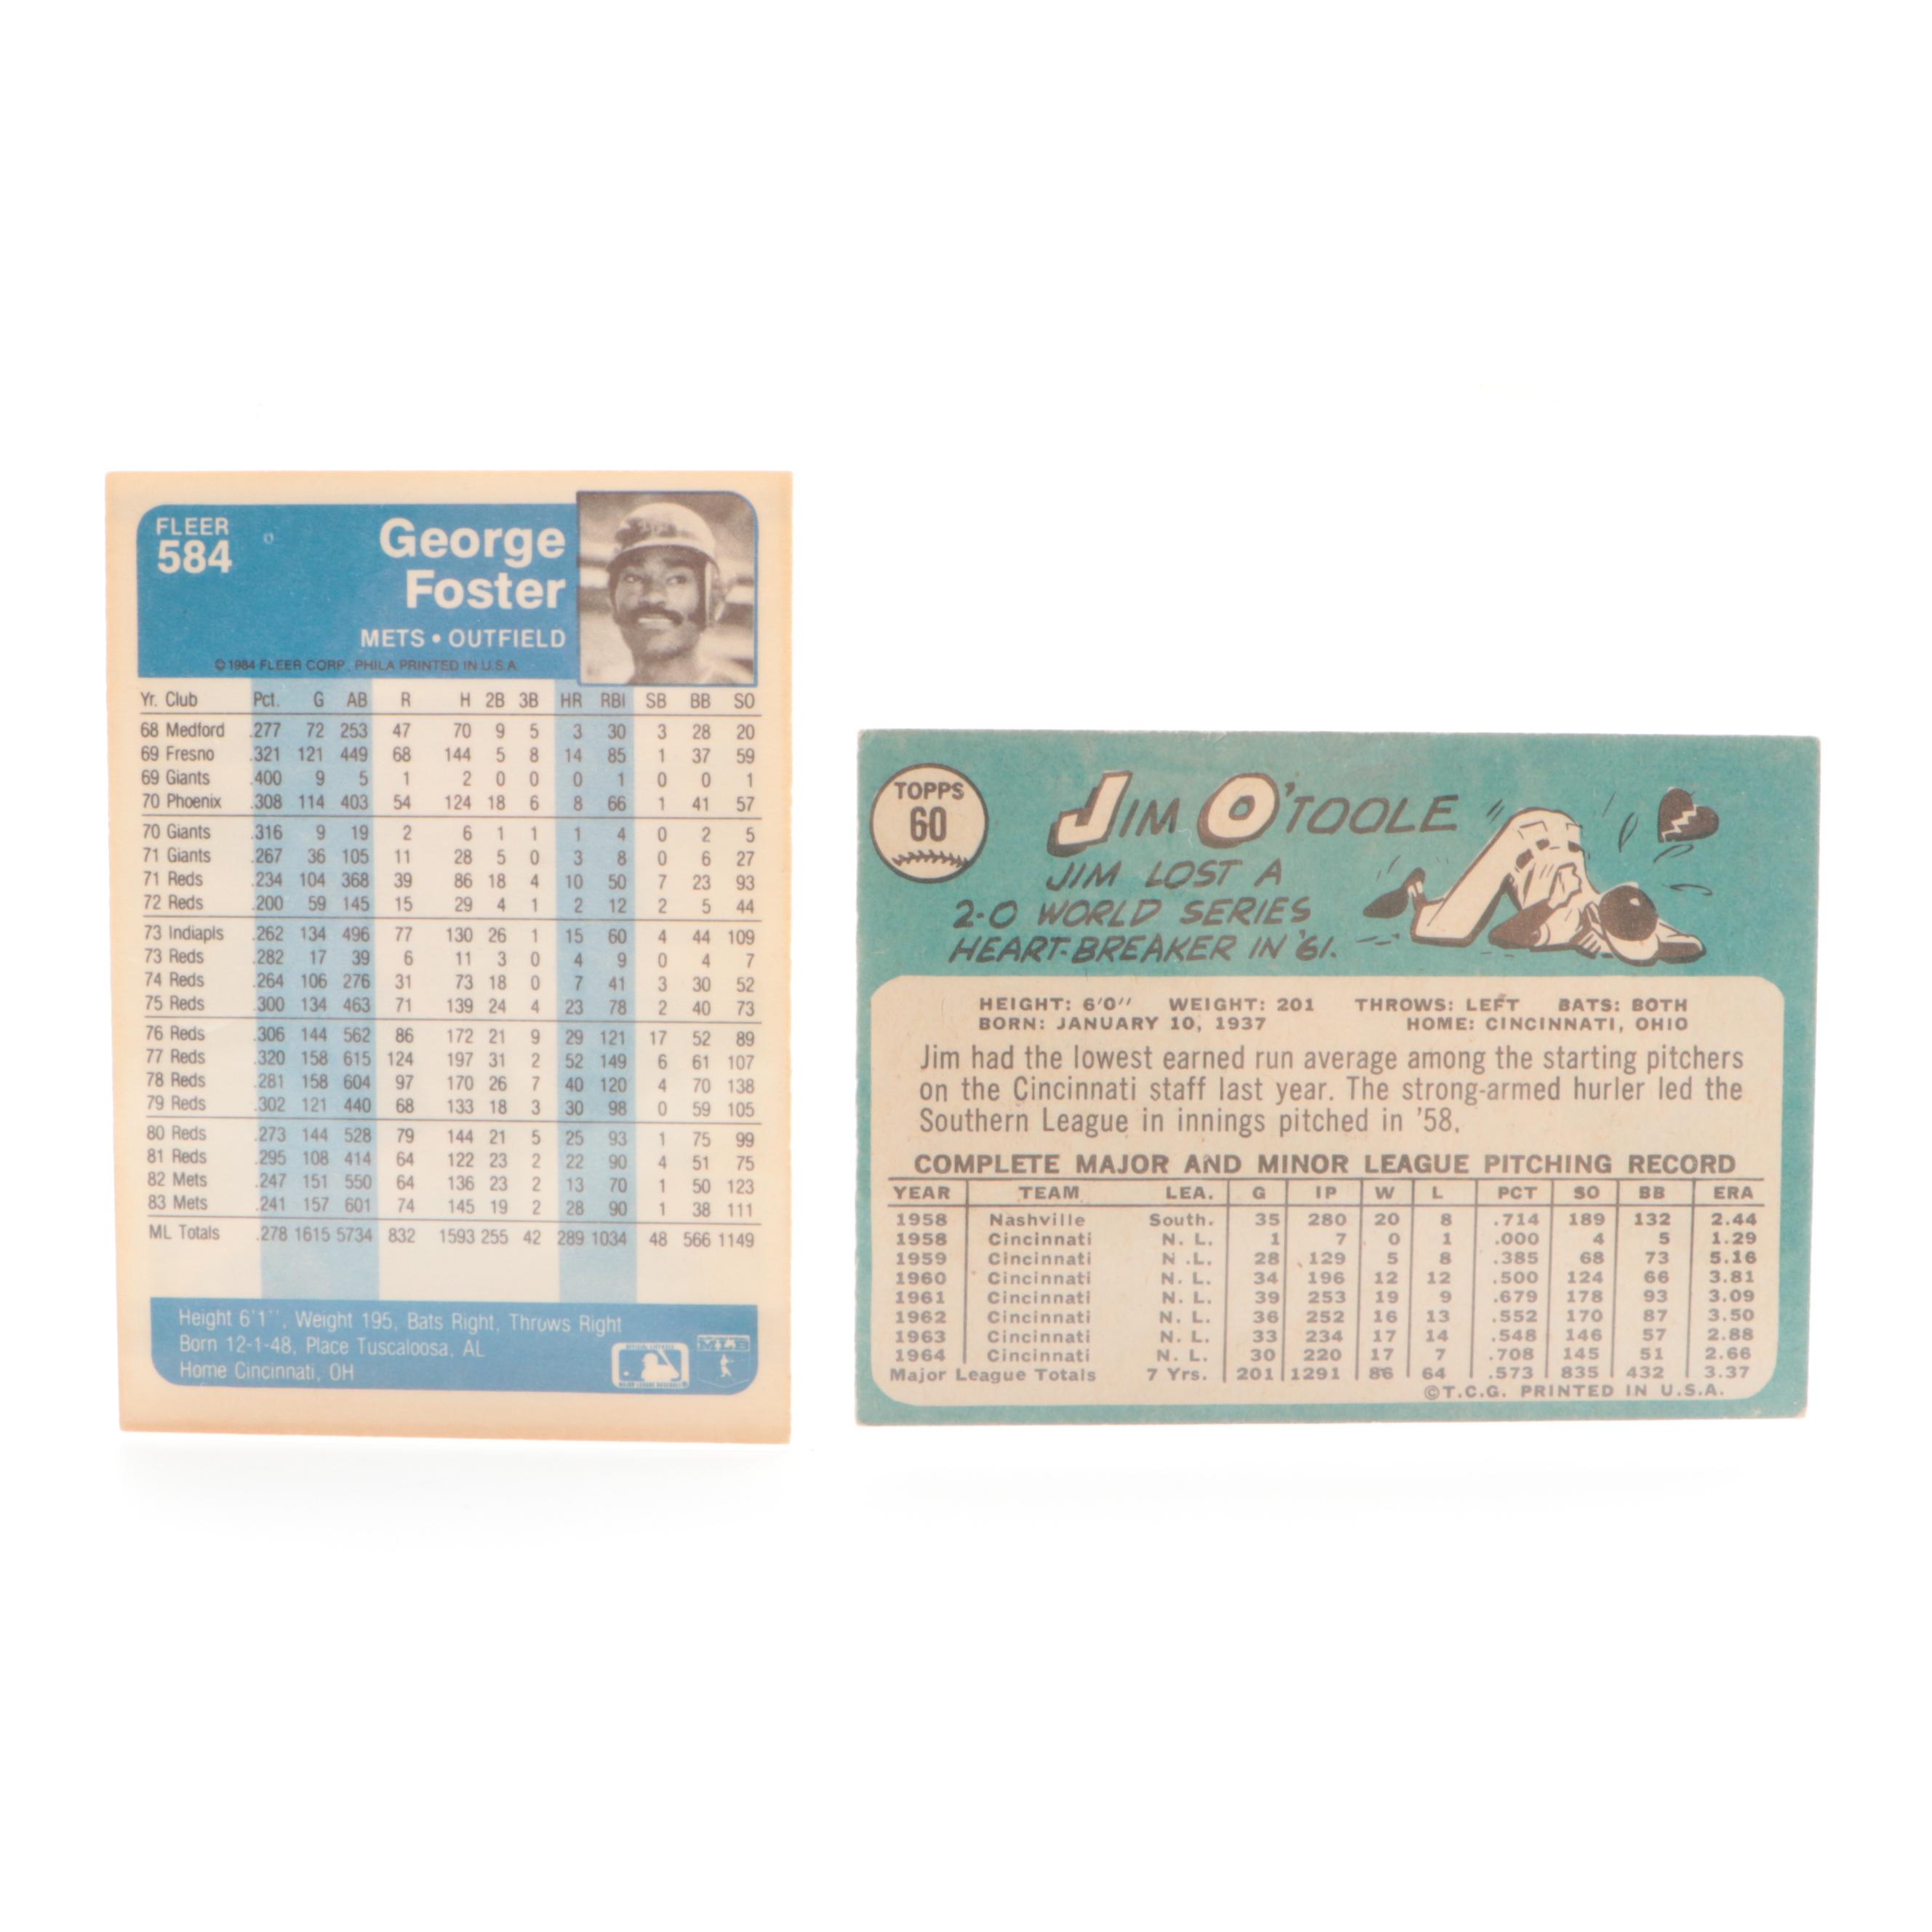 FLEER
584
George
Foster
METS • OUTFIELD
© 1984 FLEER CORP. PHILA PRINTED IN U.S.A.
Yr. Club Pct. G AB R H 2B 3B HR RBI SB BB SO
68 Medford .277 72 253 47 70 9 5 3 30 3 28 20
69 Fresno .321 121 449 68 144 5 8 14 85 1 37 59
69 Giants .400 9 5 1 2 0 0 0 1 0 0 1
70 Phoenix .308 114 403 54 124 18 6 8 66 1 41 57
70 Giants .316 9 19 2 6 1 1 1 4 0 2 5
71 Giants .267 36 105 11 28 5 0 3 8 0 6 27
71 Reds .234 104 368 39 86 18 4 10 50 7 23 93
72 Reds .200 59 145 15 29 4 1 2 12 2 5 44
73 Indiapls .262 134 496 77 130 26 1 15 60 4 44 109
73 Reds .282 17 39 6 11 3 0 4 9 0 4 7
74 Reds .264 106 276 31 73 18 0 7 41 3 30 52
75 Reds .300 134 463 71 139 24 4 23 78 2 40 73
76 Reds .306 144 562 86 172 21 9 29 121 17 52 89
77 Reds .320 158 615 124 197 31 2 52 149 6 61 107
78 Reds .281 158 604 97 170 26 7 40 120 4 70 138
79 Reds .302 121 440 68 133 18 3 30 98 0 59 105
80 Reds .273 144 528 79 144 21 5 25 93 1 75 99
81 Reds .295 108 414 64 122 23 2 22 90 4 51 75
82 Mets .247 151 550 64 136 23 2 13 70 1 50 123
83 Mets .241 157 601 74 145 19 2 28 90 1 38 111
ML Totals .278 1615 5734 832 1593 255 42 289 1034 48 566 1149
Height 6'1'', Weight 195, Bats Right, Throws Right
Born 12-1-48, Place Tuscaloosa, AL
Home Cincinnati, OH
MLB
TOPPS
60
JIM O'TOOLE
JIM LOST A
2-0 WORLD SERIES
HEART-BREAKER IN '61.
HEIGHT: 6'0'' WEIGHT: 201 THROWS: LEFT BATS: BOTH
BORN: JANUARY 10, 1937 HOME: CINCINNATI, OHIO
Jim had the lowest earned run average among the starting pitchers
on the Cincinnati staff last year. The strong-armed hurler led the
Southern League in innings pitched in '58.
COMPLETE MAJOR AND MINOR LEAGUE PITCHING RECORD
YEAR TEAM LEA. G IP W L PCT SO BB ERA
1958 Nashville South. 35 280 20 8 .714 189 132 2.44
1958 Cincinnati N. L. 1 7 0 1 .000 4 5 1.29
1959 Cincinnati N .L. 28 129 5 8 .385 68 73 5.16
1960 Cincinnati N. L. 34 196 12 12 .500 124 66 3.81
1961 Cincinnati N. L. 39 253 19 9 .679 178 93 3.09
1962 Cincinnati N. L. 36 252 16 13 .552 170 87 3.50
1963 Cincinnati N. L. 33 234 17 14 .548 146 57 2.88
1964 Cincinnati N. L. 30 220 17 7 .708 145 51 2.66
Major League Totals 7 Yrs. 201 1291 86 64 .573 835 432 3.37
©T.C.G. PRINTED IN U.S.A.